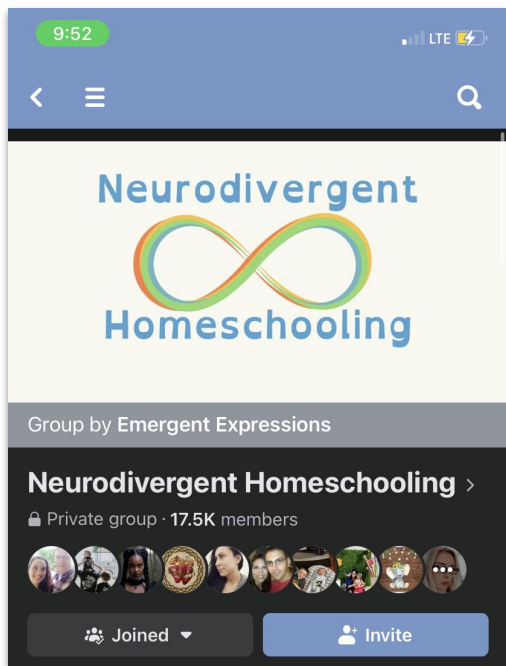 9:52
LTE
Neurodivergent
Homeschooling
Group by Emergent Expressions
Neurodivergent Homeschooling
Private group · 17.5K members
Joined
Invite